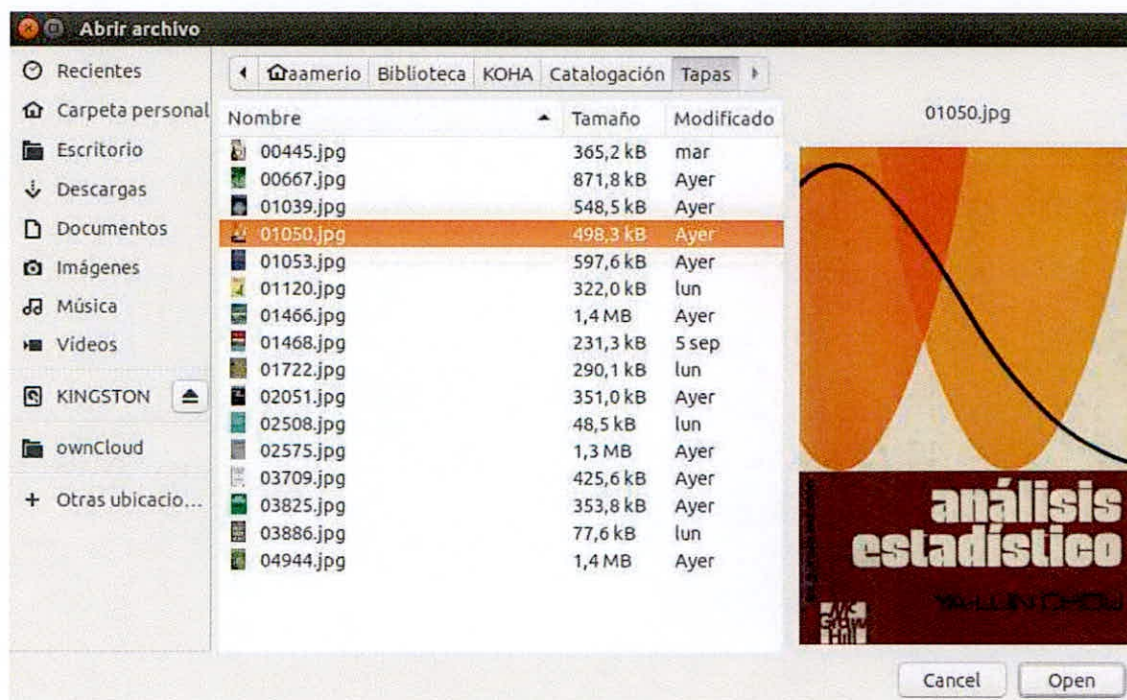 Abrir archivo
Recientes
Carpeta personal
Escritorio
Descargas
Documentos
Imágenes
Música
Vídeos
KINGSTON
ownCloud
+ Otras ubicacio...
aamerio Biblioteca KOHA Catalogación Tapas
Nombre Tamaño Modificado
00445.jpg 365,2 kB mar
00667.jpg 871,8 kB Ayer
01039.jpg 548,5 kB Ayer
01050.jpg 498,3 kB Ayer
01053.jpg 597,6 kB Ayer
01120.jpg 322,0 kB lun
01466.jpg 1,4 MB Ayer
01468.jpg 231,3 kB 5 sep
01722.jpg 290,1 kB lun
02051.jpg 351,0 kB Ayer
02508.jpg 48,5 kB lun
02575.jpg 1,3 MB Ayer
03709.jpg 425,6 kB Ayer
03825.jpg 353,8 kB Ayer
03886.jpg 77,6 kB lun
04944.jpg 1,4 MB Ayer
01050.jpg
análisis
estadístico
YA-LUN CHOU
Mc
Graw
Hill
Cancel Open